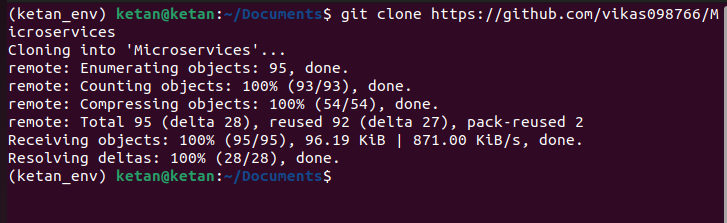 (ketan_env) ketan@ketan:~/Documents$ git clone https://github.com/vikas098766/M
icroservices
Cloning into 'Microservices'...
remote: Enumerating objects: 95, done.
remote: Counting objects: 100% (93/93), done.
remote: Compressing objects: 100% (54/54), done.
remote: Total 95 (delta 28), reused 92 (delta 27), pack-reused 2
Receiving objects: 100% (95/95), 96.19 KiB | 871.00 KiB/s, done.
Resolving deltas: 100% (28/28), done.
(ketan_env) ketan@ketan:~/Documents$